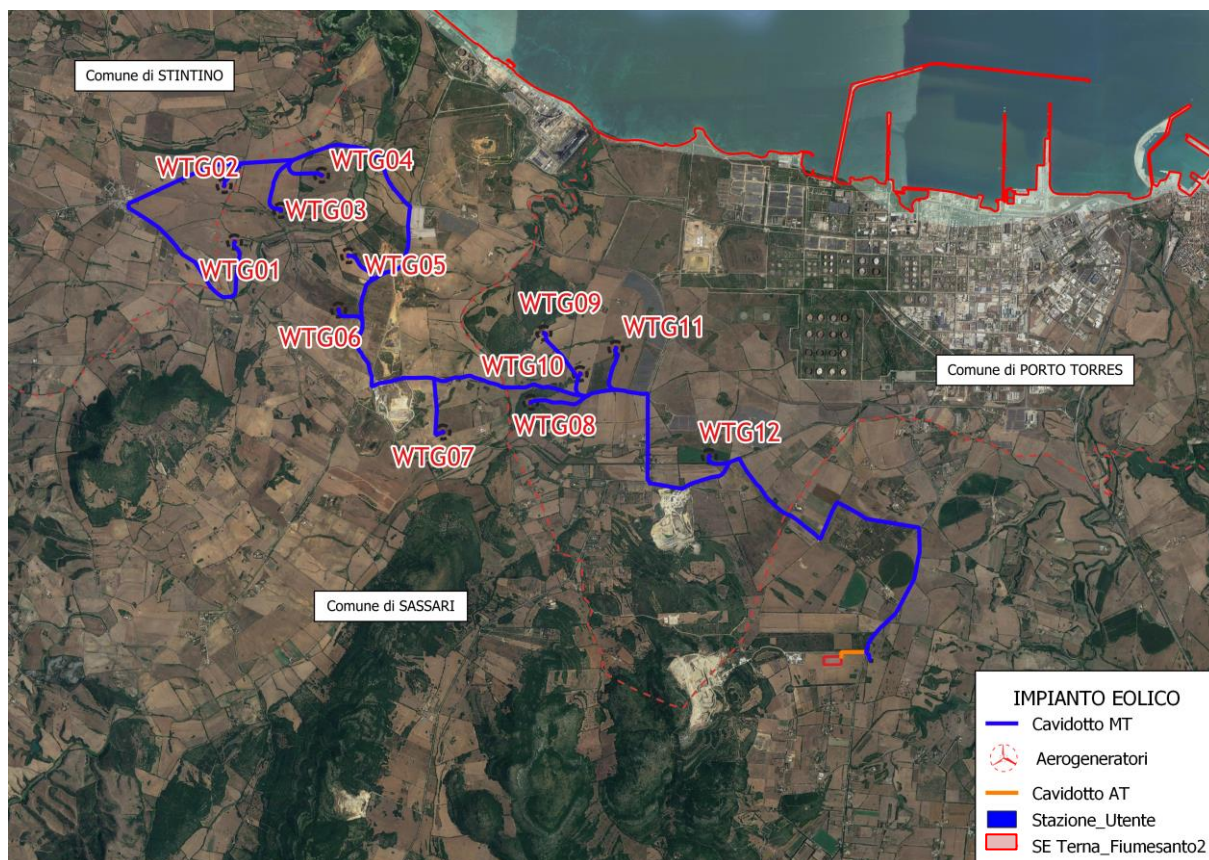 Comune di STINTINO
WTG04
WTG02
WTG03
WTG01
WTG05
WTG06
WTG09
WTG11
WTG10
Comune di PORTO TORRES
WTG08
WTG12
WTG07
Comune di SASSARI
IMPIANTO EOLICO
Cavidotto MT
Aerogeneratori
Cavidotto AT
Stazione_Utente
SE Terna_Fiumesanto2